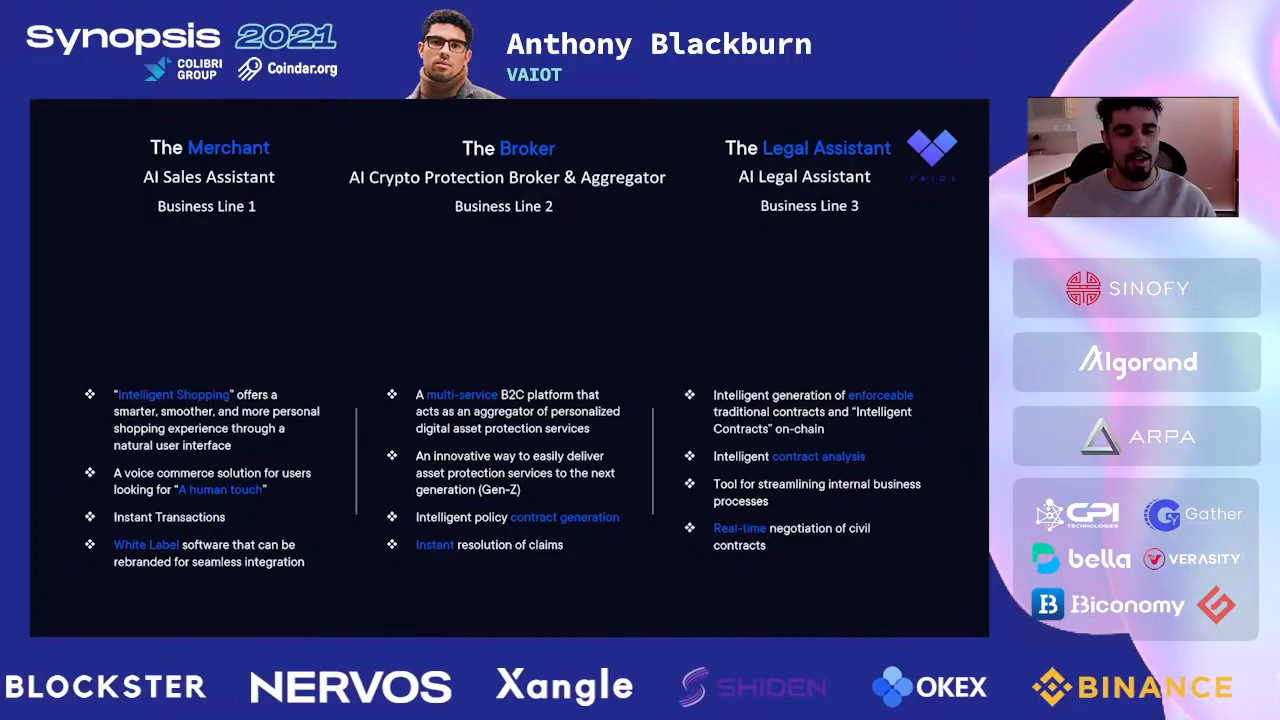 Synopsis 2021
COLIBRI GROUP
Coindar.org
Anthony Blackburn
VAIOT
The Merchant
AI Sales Assistant
Business Line 1
The Broker
AI Crypto Protection Broker & Aggregator
Business Line 2
The Legal Assistant
AI Legal Assistant
Business Line 3
VAIOT
❖ “Intelligent Shopping” offers a
smarter, smoother, and more personal
shopping experience through a
natural user interface
❖ A voice commerce solution for users
looking for “A human touch”
❖ Instant Transactions
❖ White Label software that can be
rebranded for seamless integration
❖ A multi-service B2C platform that
acts as an aggregator of personalized
digital asset protection services
❖ An innovative way to easily deliver
asset protection services to the next
generation (Gen-Z)
❖ Intelligent policy contract generation
❖ Instant resolution of claims
❖ Intelligent generation of enforceable
traditional contracts and “Intelligent
Contracts” on-chain
❖ Intelligent contract analysis
❖ Tool for streamlining internal business
processes
❖ Real-time negotiation of civil
contracts
SINOFY
Algorand
ARPA
CPI
TECHNOLOGIES
Gather
bella
VERASITY
Biconomy
BLOCKSTER
NERVOS
Xangle
SHIDEN
OKEX
BINANCE